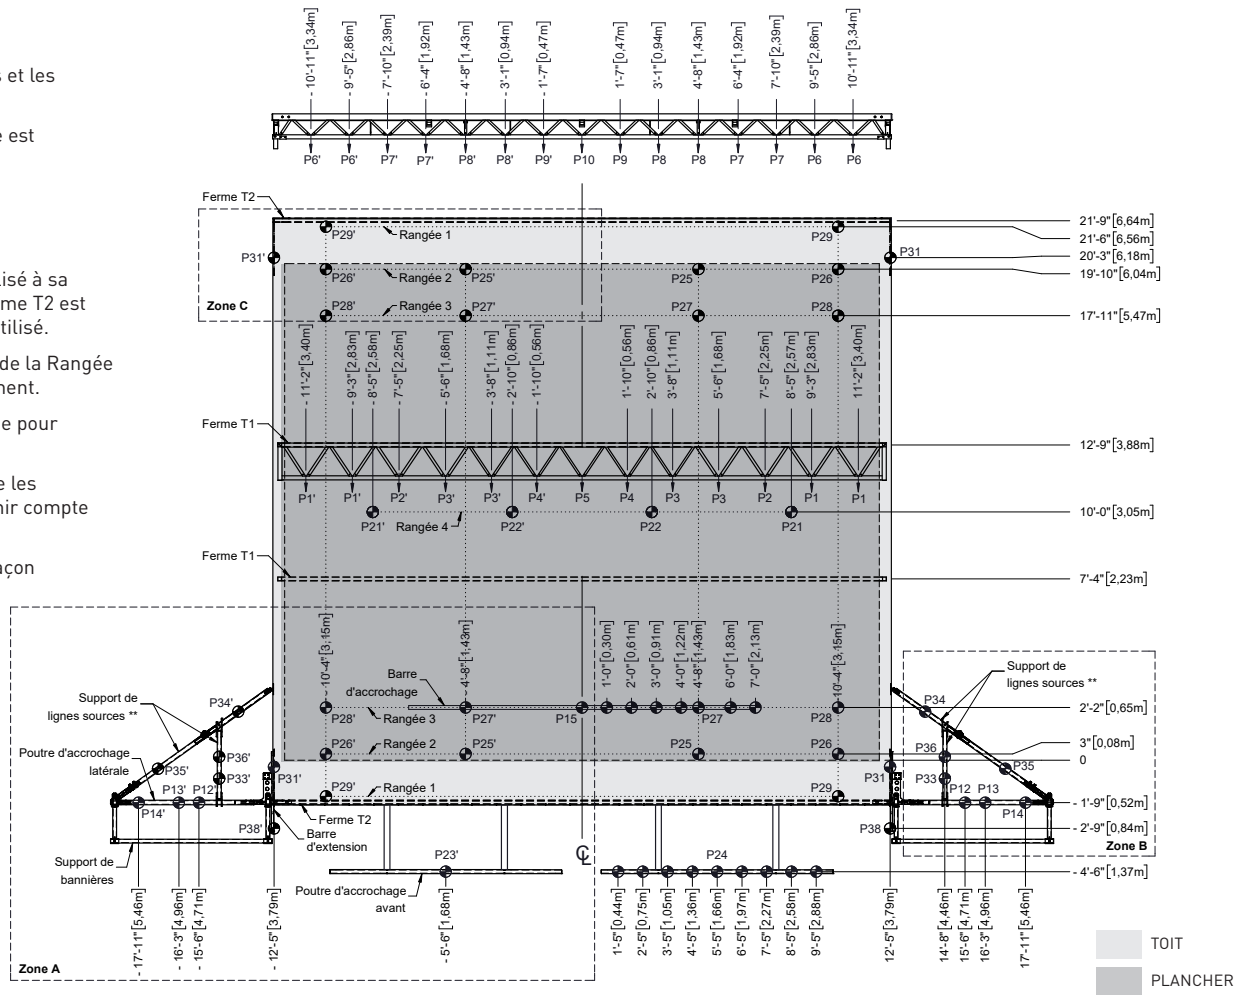 s et les
e est
lisé à sa
me T2 est
tilisé.
de la Rangée
nent.
e pour
e les
nir compte
açon
- 10'-11" [3,34m]
- 9'-5" [2,86m]
- 7'-10" [2,39m]
- 6'-4" [1,92m]
- 4'-8" [1,43m]
- 3'-1" [0,94m]
- 1'-7" [0,47m]
1'-7" [0,47m]
3'-1" [0,94m]
4'-8" [1,43m]
6'-4" [1,92m]
7'-10" [2,39m]
9'-5" [2,86m]
10'-11" [3,34m]
P6' P6' P7' P7' P8' P8' P9' P10 P9 P8 P8 P7 P7 P6 P6
Ferme T2
21'-9" [6,64m]
P29' Rangée 1 P29
21'-6" [6,56m]
P31' P31
20'-3" [6,18m]
P26' Rangée 2 P25' P25 P26
19'-10" [6,04m]
Zone C
P28' Rangée 3 P27' P27 P28
17'-11" [5,47m]
- 11'-2" [3,40m]
- 9'-3" [2,83m]
- 8'-5" [2,58m]
- 7'-5" [2,25m]
- 5'-6" [1,68m]
- 3'-8" [1,11m]
- 2'-10" [0,86m]
- 1'-10" [0,56m]
1'-10" [0,56m]
2'-10" [0,86m]
3'-8" [1,11m]
5'-6" [1,68m]
7'-5" [2,25m]
8'-5" [2,57m]
9'-3" [2,83m]
11'-2" [3,40m]
Ferme T1
12'-9" [3,88m]
P1' P1' P2' P3' P3' P4' P5 P4 P3 P3 P2 P1 P1
P21' Rangée 4 P22' P22 P21
10'-0" [3,05m]
Ferme T1
7'-4" [2,23m]
- 10'-4" [3,15m]
- 4'-8" [1,43m]
1'-0" [0,30m]
2'-0" [0,61m]
3'-0" [0,91m]
4'-0" [1,22m]
4'-8" [1,43m]
6'-0" [1,83m]
7'-0" [2,13m]
10'-4" [3,15m]
Barre
d'accrochage
Support de
lignes sources **
Support de
lignes sources **
P34' P34
P28' Rangée 3 P27' P15 P27 P28
2'-2" [0,65m]
Poutre d'accrochage
latérale
P36' P26' Rangée 2 P25' P25 P26 P36
3" [0,08m]
0
P35' P33' P31' P31 P33 P35
P14' P13' P12' P29' Rangée 1 P29 P12 P13 P14
- 1'-9" [0,52m]
Ferme T2
P38' P38
- 2'-9" [0,84m]
Barre
d'extension
Zone B
Support de
bannières
℄
P23' P24
Poutre d'accrochage
avant
- 4'-6" [1,37m]
- 17'-11" [5,46m]
- 16'-3" [4,96m]
- 15'-6" [4,71m]
- 12'-5" [3,79m]
- 5'-6" [1,68m]
1'-5" [0,44m]
2'-5" [0,75m]
3'-5" [1,05m]
4'-5" [1,36m]
5'-5" [1,66m]
6'-5" [1,97m]
7'-5" [2,27m]
8'-5" [2,58m]
9'-5" [2,88m]
12'-5" [3,79m]
14'-8" [4,46m]
15'-6" [4,71m]
16'-3" [4,96m]
17'-11" [5,46m]
Zone A
TOIT
PLANCHER